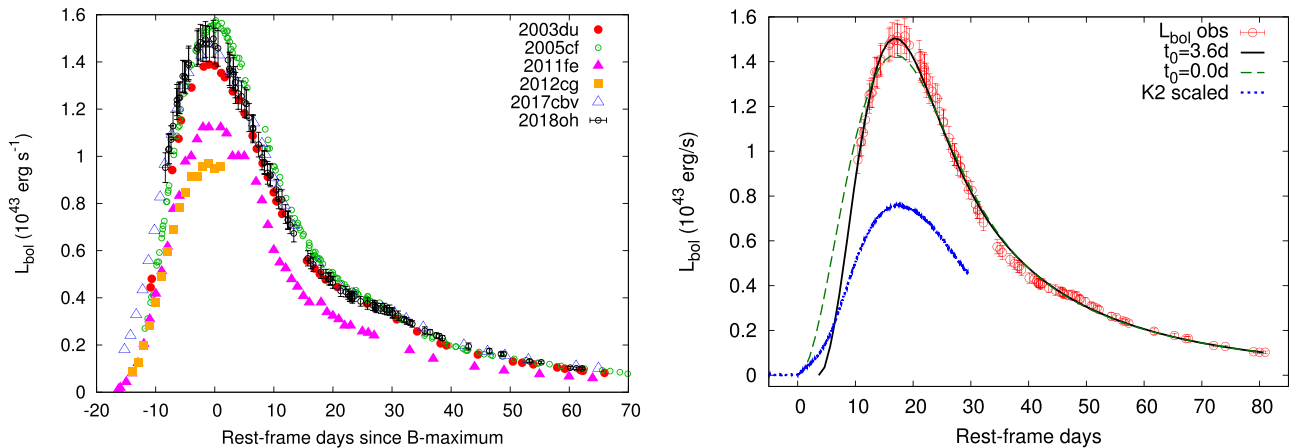 1.6
1.4
1.2
1
0.8
0.6
0.4
0.2
0
-20 -10 0 10 20 30 40 50 60 70
L_bol (10^43 erg s^-1)
Rest-frame days since B-maximum
2003du
2005cf
2011fe
2012cg
2017cbv
2018oh
1.6
1.4
1.2
1
0.8
0.6
0.4
0.2
0
0 10 20 30 40 50 60 70 80
L_bol (10^43 erg/s)
Rest-frame days
L_bol obs
t_0=3.6d
t_0=0.0d
K2 scaled